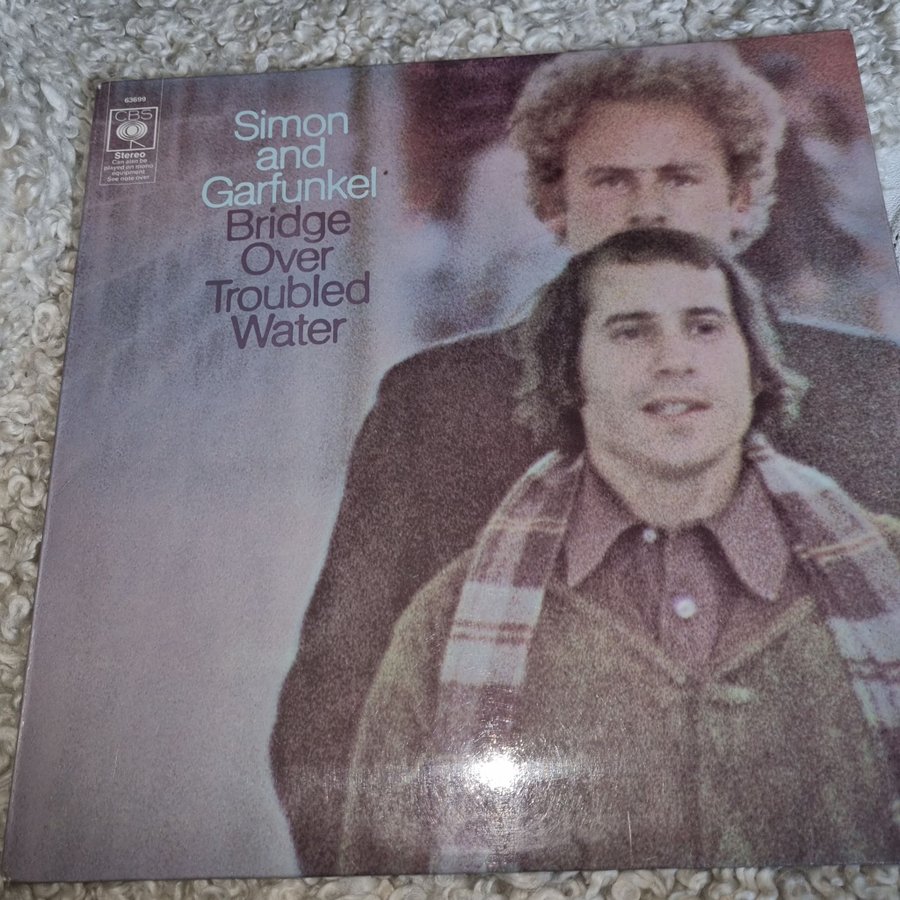 63699
CBS
Stereo
Can also be
played on mono
equipment
See note over
Simon
and
Garfunkel
Bridge
Over
Troubled
Water